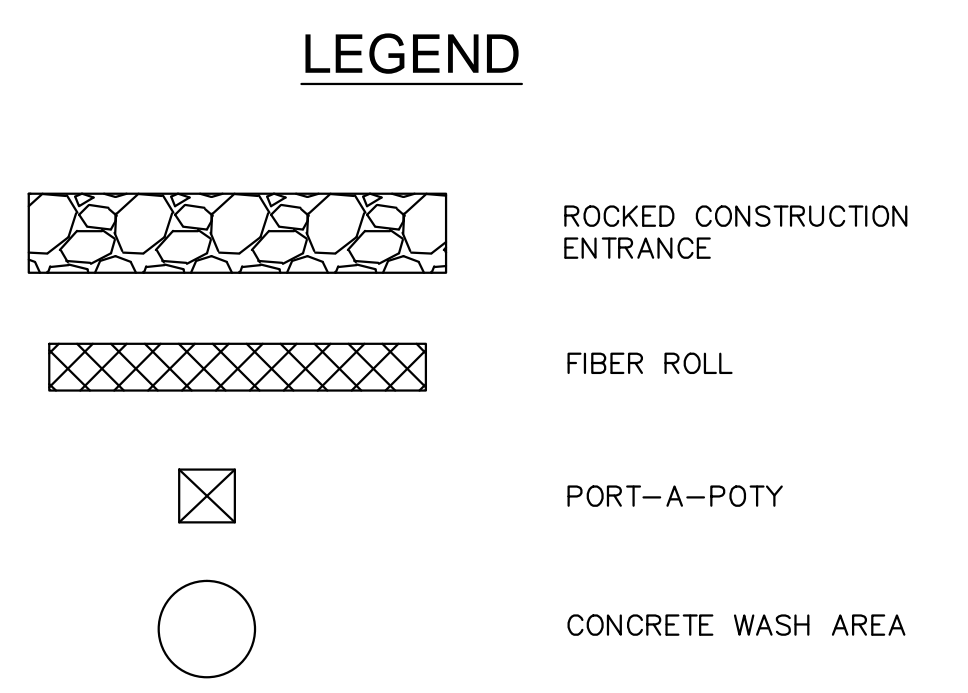 LEGEND
ROCKED CONSTRUCTION
ENTRANCE
FIBER ROLL
PORT-A-POTY
CONCRETE WASH AREA